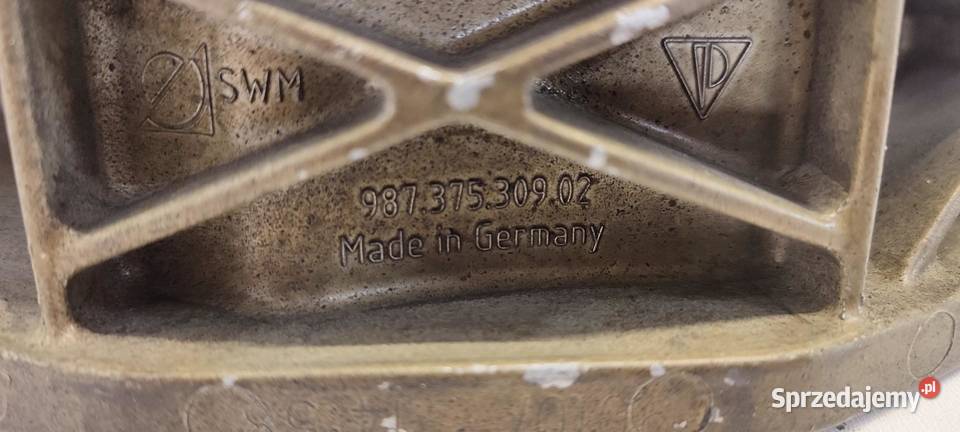 SWM
987.375.309.02
Made in Germany
Sprzedajemy.pl